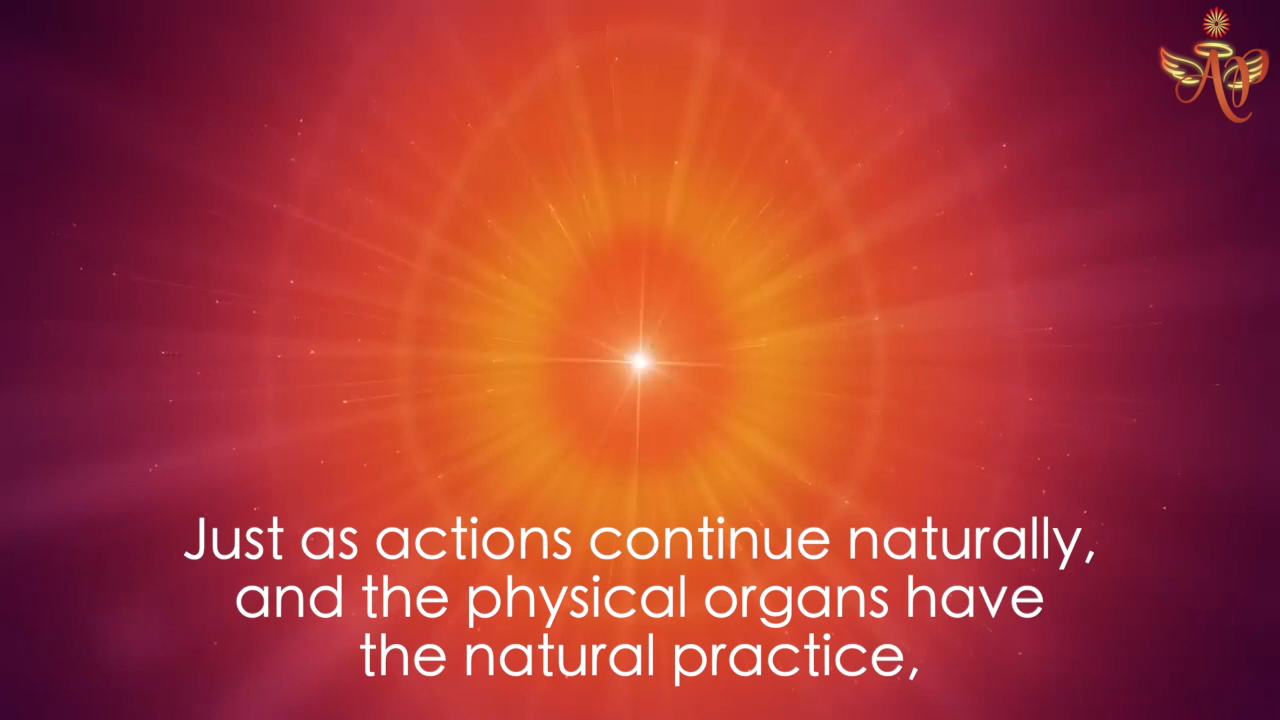 Just as actions continue naturally,
and the physical organs have
the natural practice,